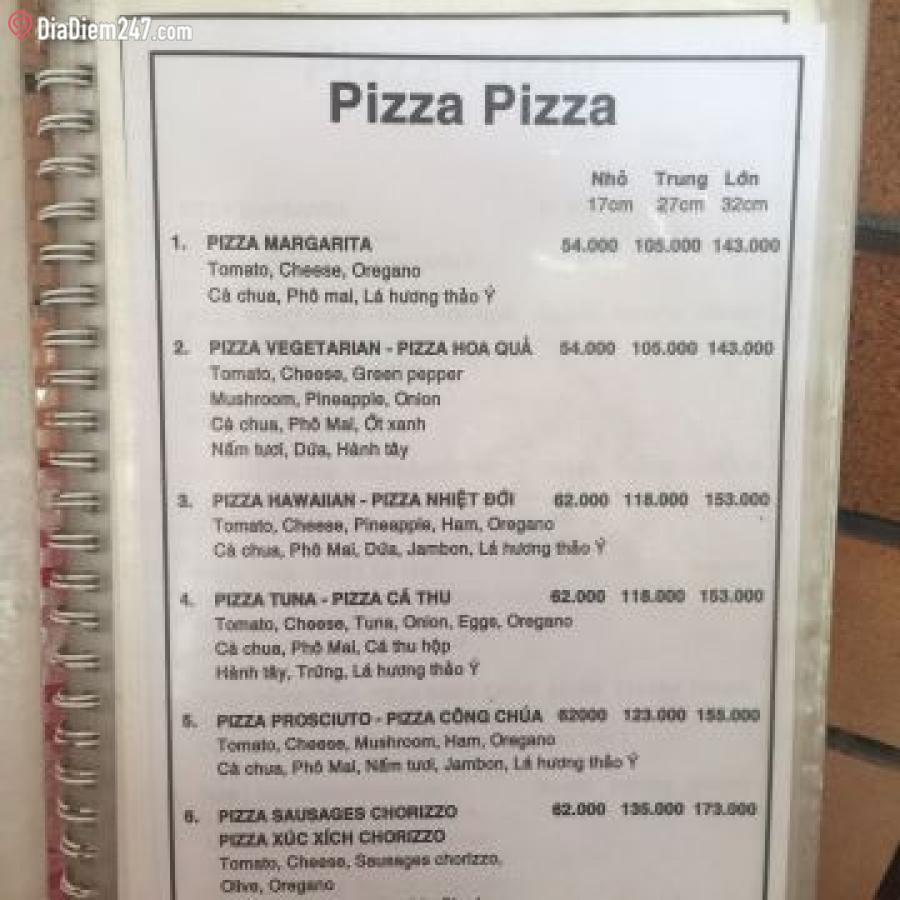 DiaDiem247.com
Pizza Pizza
Nhỏ Trung Lớn
17cm 27cm 32cm
1. PIZZA MARGARITA 54.000 105.000 143.000
Tomato, Cheese, Oregano
Cà chua, Phô mai, Lá hương thảo Ý
2. PIZZA VEGETARIAN - PIZZA HOA QUẢ 54.000 105.000 143.000
Tomato, Cheese, Green pepper
Mushroom, Pineapple, Onion
Cà chua, Phô Mai, Ớt xanh
Nấm tươi, Dứa, Hành tây
3. PIZZA HAWAIIAN - PIZZA NHIỆT ĐỚI 62.000 118.000 153.000
Tomato, Cheese, Pineapple, Ham, Oregano
Cà chua, Phô Mai, Dứa, Jambon, Lá hương thảo Ý
4. PIZZA TUNA - PIZZA CÁ THU 62.000 118.000 153.000
Tomato, Cheese, Tuna, Onion, Eggs, Oregano
Cà chua, Phô Mai, Cá thu hộp
Hành tây, Trứng, Lá hương thảo Ý
5. PIZZA PROSCIUTO - PIZZA CÔNG CHÚA 62000 123.000 155.000
Tomato, Cheese, Mushroom, Ham, Oregano
Cà chua, Phô Mai, Nấm tươi, Jambon, Lá hương thảo Ý
6. PIZZA SAUSAGES CHORIZZO 62.000 135.000 173.000
PIZZA XÚC XÍCH CHORIZZO
Tomato, Cheese, Sausages chorizzo,
Olive, Oregano